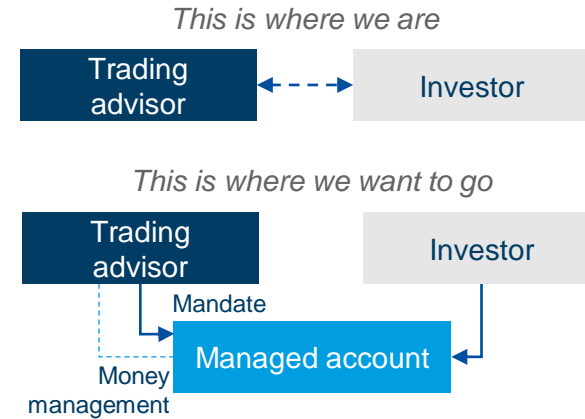 This is where we are
Trading
advisor
Investor
This is where we want to go
Trading
advisor
Investor
Mandate
Managed account
Money
management